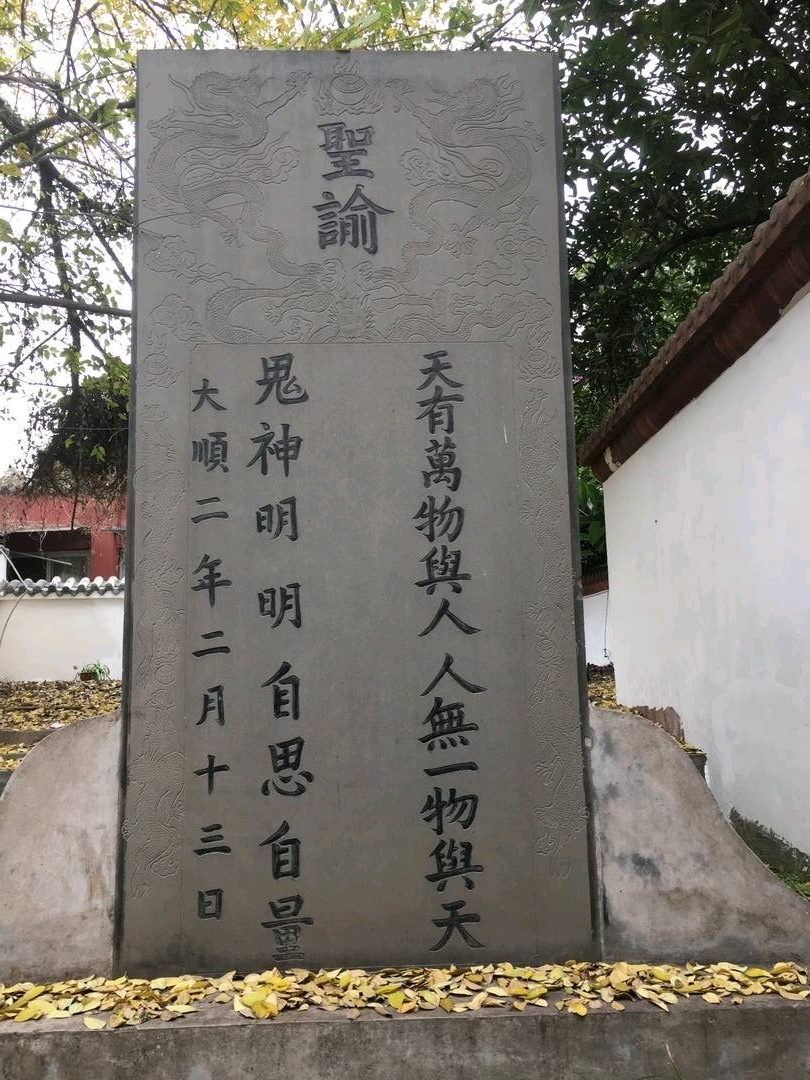 聖諭
天有萬物與人人無一物與天
鬼神明明自思自量
大順二年二月十三日